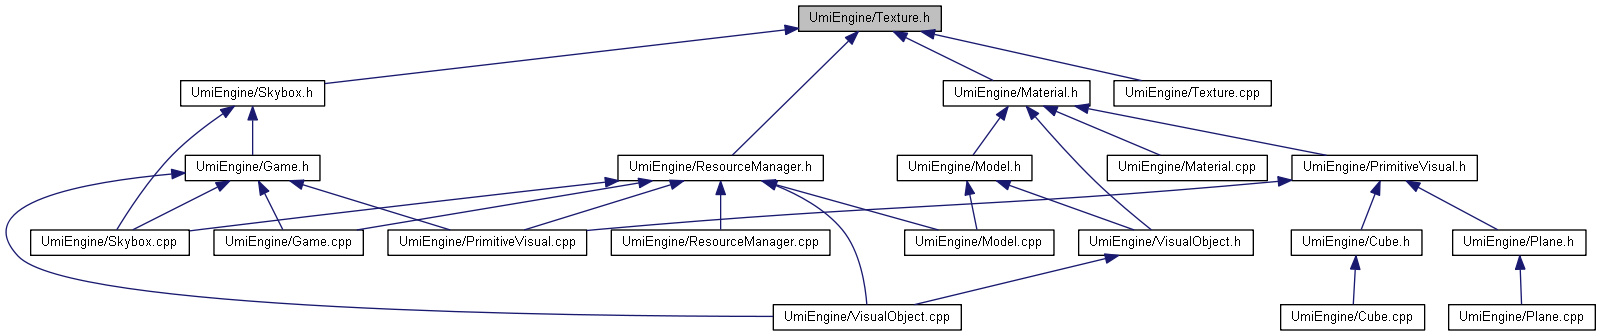 UmiEngine/Texture.h
UmiEngine/Skybox.h
UmiEngine/Material.h
UmiEngine/Texture.cpp
UmiEngine/Game.h
UmiEngine/ResourceManager.h
UmiEngine/Model.h
UmiEngine/Material.cpp
UmiEngine/PrimitiveVisual.h
UmiEngine/Skybox.cpp
UmiEngine/Game.cpp
UmiEngine/PrimitiveVisual.cpp
UmiEngine/ResourceManager.cpp
UmiEngine/Model.cpp
UmiEngine/VisualObject.h
UmiEngine/Cube.h
UmiEngine/Plane.h
UmiEngine/VisualObject.cpp
UmiEngine/Cube.cpp
UmiEngine/Plane.cpp